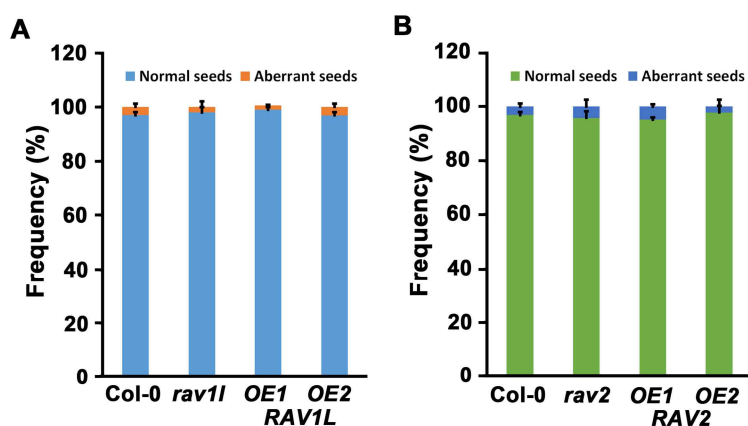 A
Frequency (%)
120
100
80
60
40
20
0
Normal seeds Aberrant seeds
Col-0 rav1l OE1 OE2
RAV1L
B
Frequency (%)
120
100
80
60
40
20
0
Normal seeds Aberrant seeds
Col-0 rav2 OE1 OE2
RAV2